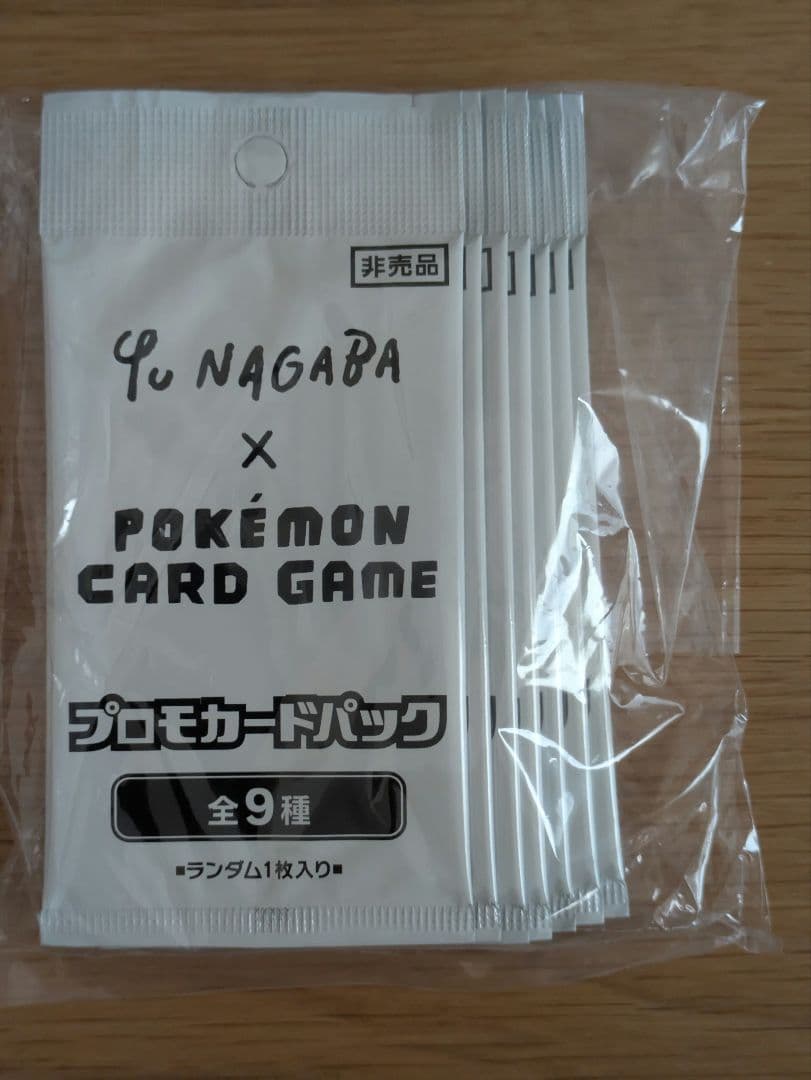 非売品
Yu NAGABA
×
POKÉMON
CARD GAME
プロモカードパック
全9種
■ランダム1枚入り■